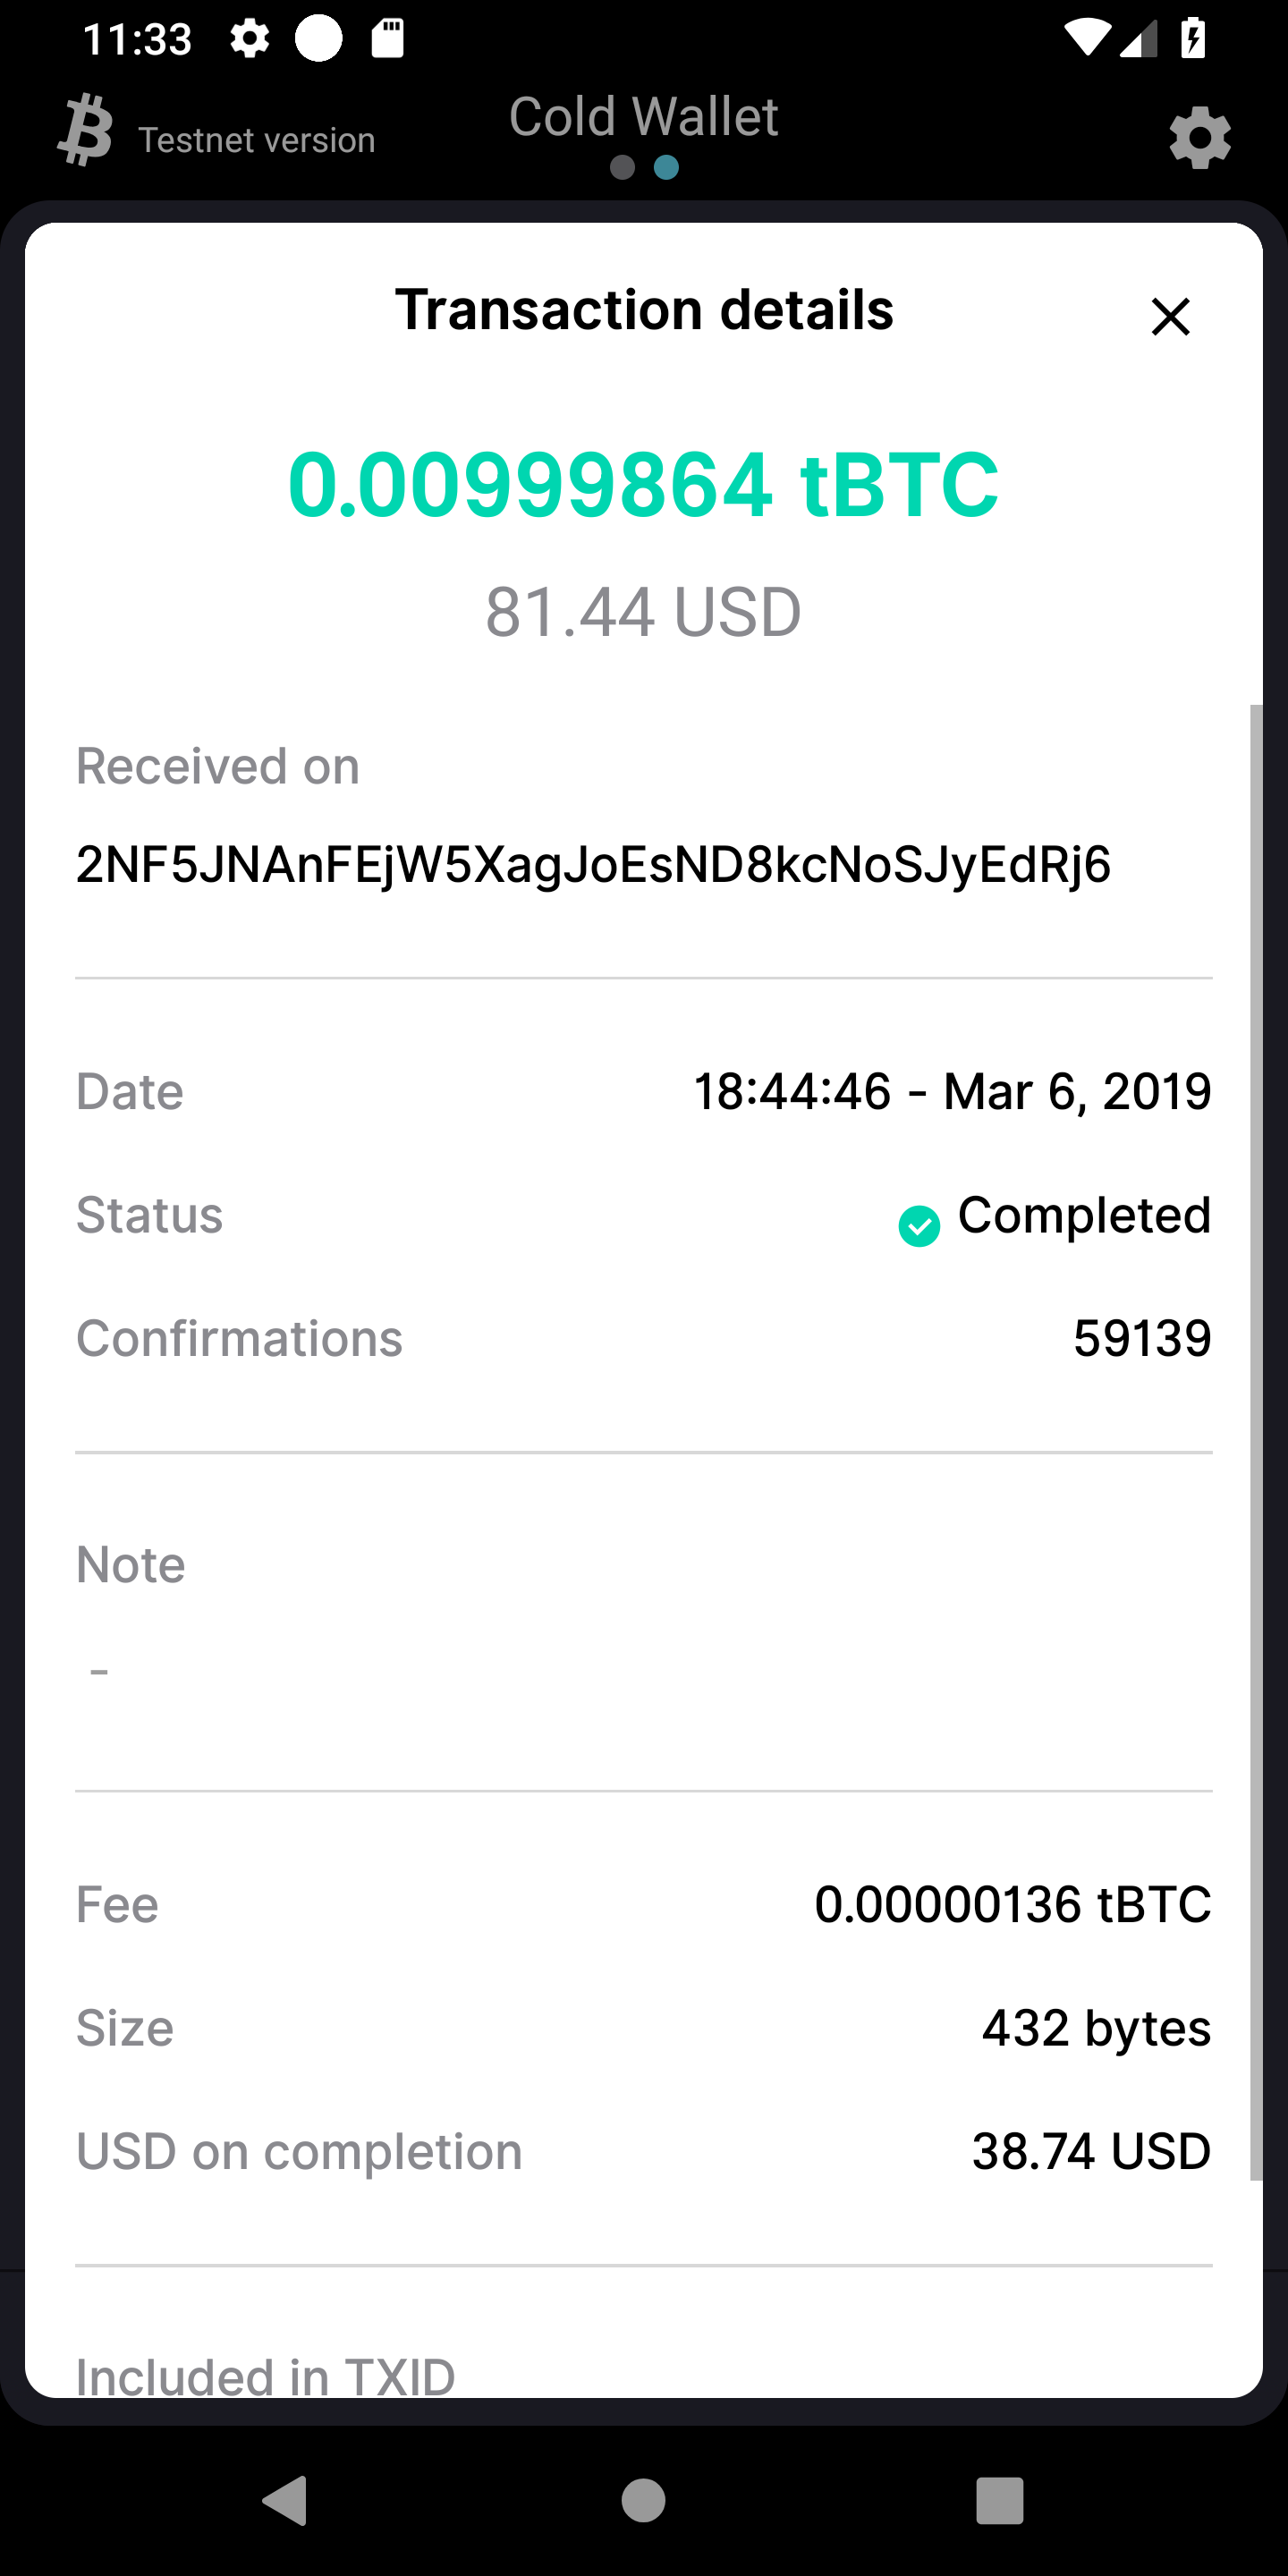 11:33
Testnet version
Cold Wallet
Transaction details
0.00999864 tBTC
81.44 USD
Received on
2NF5JNAnFEjW5XagJoEsND8kcNoSJyEdRj6
Date 18:44:46 - Mar 6, 2019
Status Completed
Confirmations 59139
Note
-
Fee 0.00000136 tBTC
Size 432 bytes
USD on completion 38.74 USD
Included in TXID